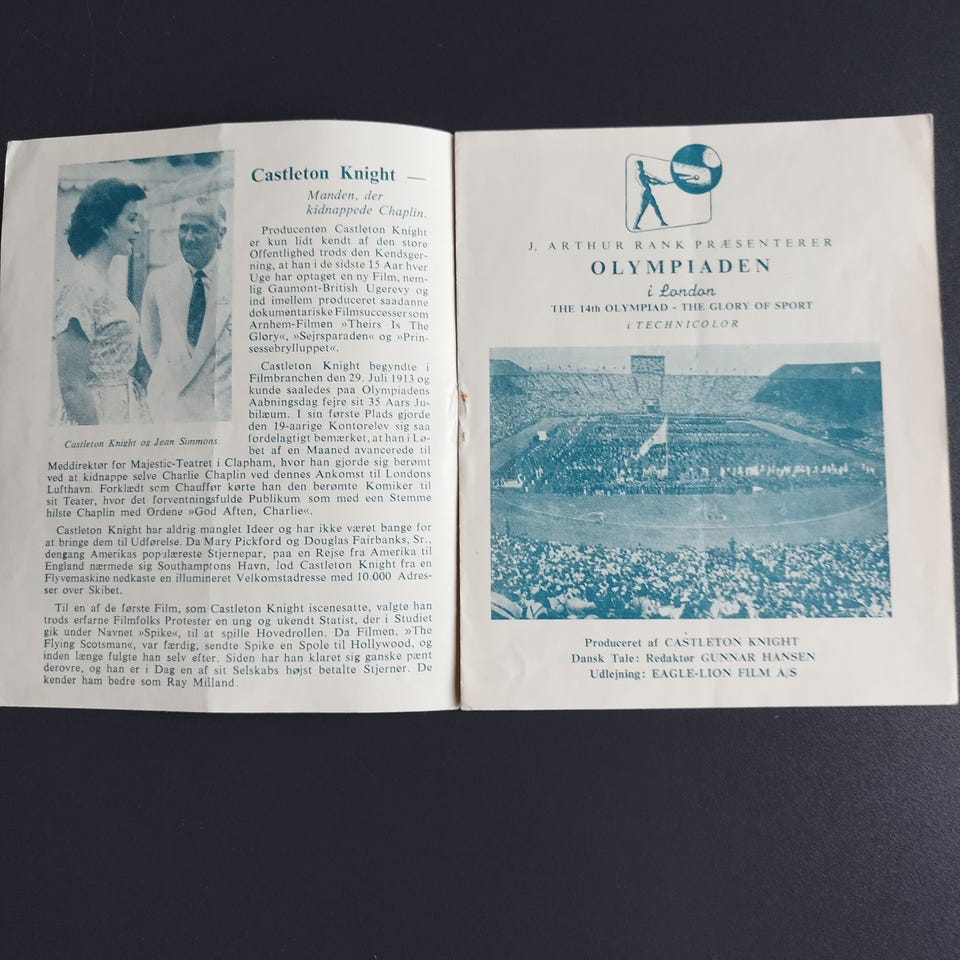 Castleton Knight —
Manden, der
kidnappede Chaplin.
Producenten Castleton Knight
er kun lidt kendt af den store
Offentlighed trods den Kendsger-
ning, at han i de sidste 15 Aar hver
Uge har optaget en ny Film, nem-
lig Gaumont-British Ugerevy og
ind imellem produceret saadanne
dokumentariske Filmsuccesser som
Arnhem-Filmen »Theirs Is The
Glory«, »Sejrsparaden« og »Prin-
sessebrylluppet«.
Castleton Knight begyndte i
Filmbranchen den 29. Juli 1913 og
kunde saaledes paa Olympiadens
Aabningsdag fejre sit 35 Aars Ju-
bilæum. I sin første Plads gjorde
den 19-aarige Kontorelev sig saa
fordelagtigt bemærket, at han i Lø-
bet af en Maaned avancerede til
Castleton Knight og Jean Simmons.
Meddirektør for Majestic-Teatret i Clapham, hvor han gjorde sig berømt
ved at kidnappe selve Charlie Chaplin ved dennes Ankomst til Londons
Lufthavn. Forklædt som Chauffør kørte han den berømte Komiker til
sit Teater, hvor det forventningsfulde Publikum som med een Stemme
hilste Chaplin med Ordene »God Aften, Charlie«.
Castleton Knight har aldrig manglet Ideer og har ikke været bange for
at bringe dem til Udførelse. Da Mary Pickford og Douglas Fairbanks, Sr.,
dengang Amerikas populæreste Stjernepar, paa en Rejse fra Amerika til
England nærmede sig Southamptons Havn, lod Castleton Knight fra en
Flyvemaskine nedkaste en illumineret Velkomstadresse med 10.000 Adres-
ser over Skibet.
Til en af de første Film, som Castleton Knight iscenesatte, valgte han
trods erfarne Filmfolks Protester en ung og ukendt Statist, der i Studiet
gik under Navnet »Spike«, til at spille Hovedrollen. Da Filmen, »The
Flying Scotsman«, var færdig, sendte Spike en Spole til Hollywood, og
inden længe fulgte han selv efter. Siden har han klaret sig ganske pænt
derovre, og han er i Dag en af sit Selskabs højst betalte Stjerner. De
kender ham bedre som Ray Milland.
J. ARTHUR RANK PRÆSENTERER
OLYMPIADEN
i London
THE 14th OLYMPIAD - THE GLORY OF SPORT
i TECHNICOLOR
Produceret af CASTLETON KNIGHT
Dansk Tale: Redaktør GUNNAR HANSEN
Udlejning: EAGLE-LION FILM A/S